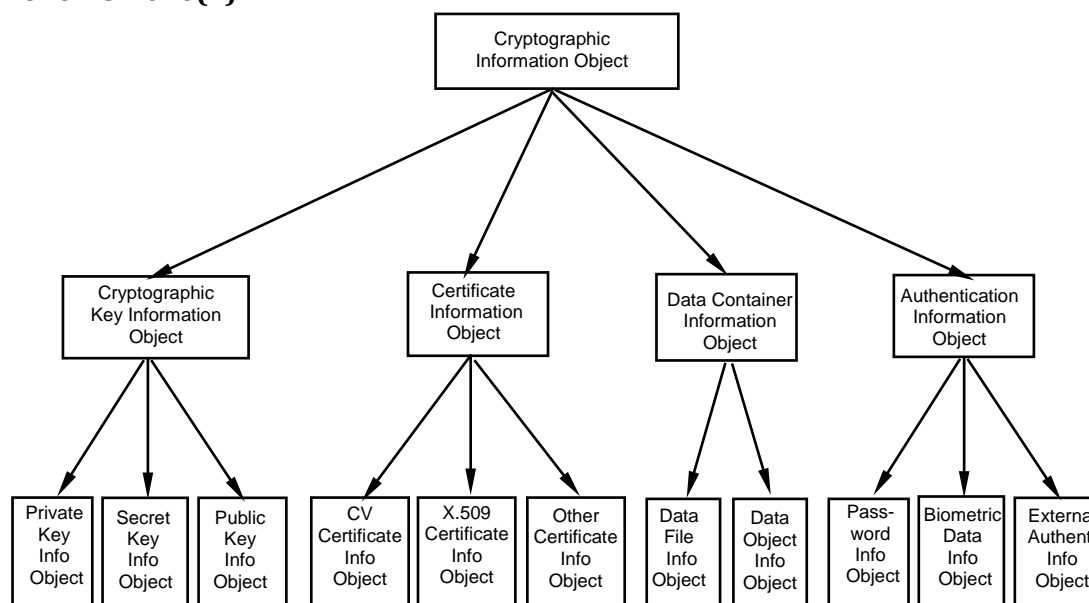 Cryptographic
Information Object
Cryptographic
Key Information
Object
Certificate
Information
Object
Data Container
Information
Object
Authentication
Information
Object
Private
Key
Info
Object
Secret
Key
Info
Object
Public
Key
Info
Object
CV
Certificate
Info
Object
X.509
Certificate
Info
Object
Other
Certificate
Info
Object
Data
File
Info
Object
Data
Object
Info
Object
Pass-
word
Info
Object
Biometric
Data
Info
Object
Externa
Authent
Info
Object